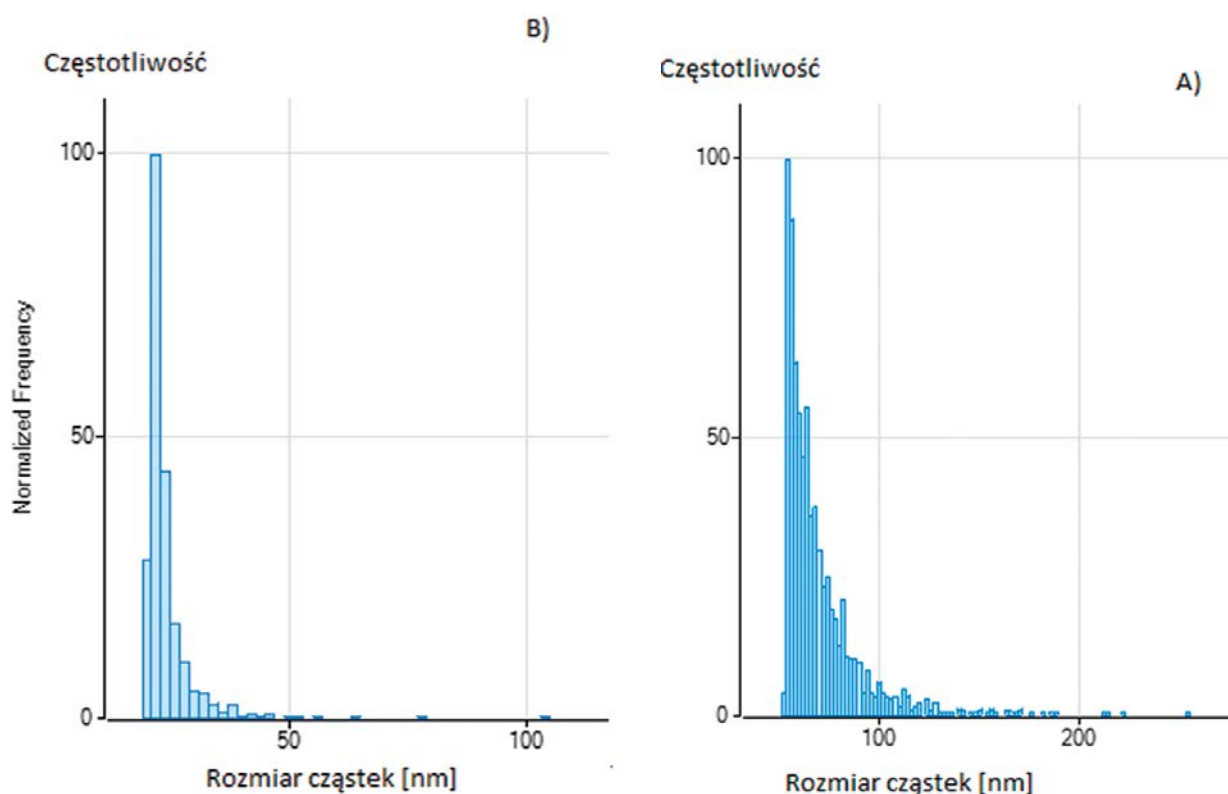 B)
Częstotliwość
100
50
0
Normalized Frequency
50
100
Rozmiar cząstek [nm]
A)
Częstotliwość
100
50
0
100
200
Rozmiar cząstek [nm]